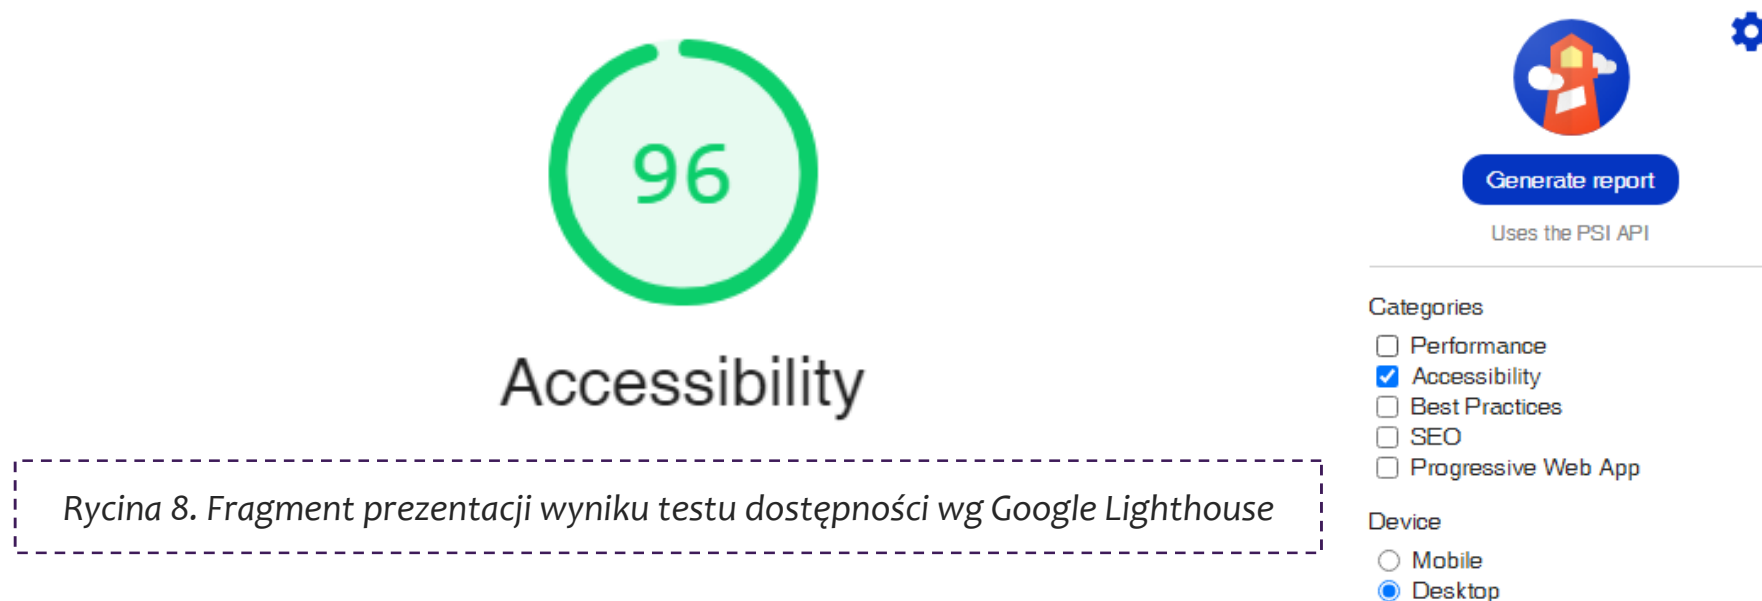 96
Accessibility
Rycina 8. Fragment prezentacji wyniku testu dostępności wg Google Lighthouse
Generate report
Uses the PSI API
Categories
Performance
Accessibility
Best Practices
SEO
Progressive Web App
Device
Mobile
Desktop